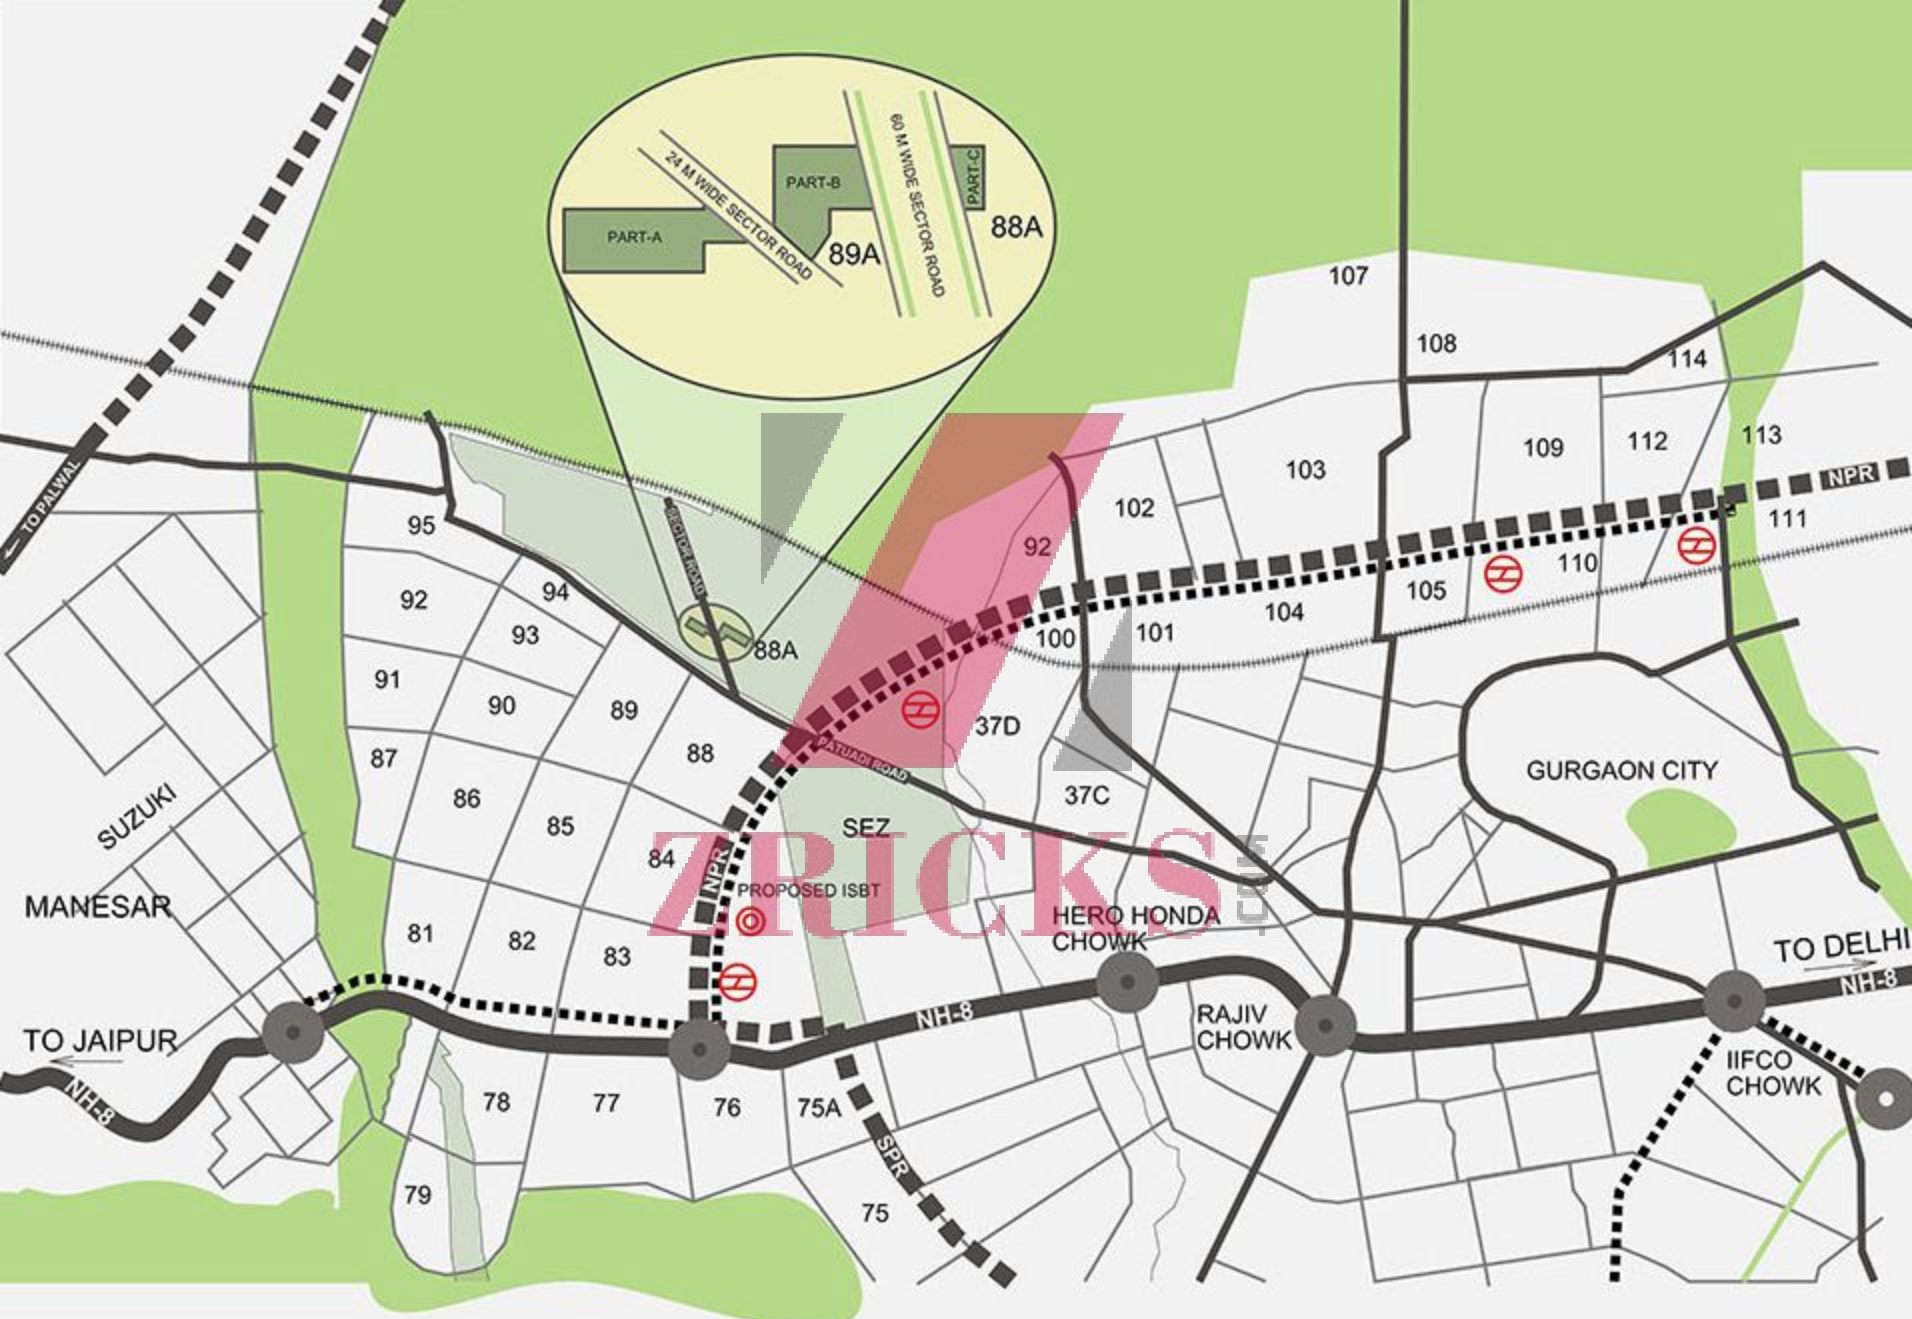 60 M WIDE SECTOR ROAD
24 M WIDE SECTOR ROAD
PART-B
PART-C
PART-A
88A
89A
107
108
114
113
109
112
103
TO PALWAL
NPR
102
111
95
SECTOR ROAD
92
110
105
94
92
104
93
101
100
88A
91
90
89
37D
88
87
PATUADI ROAD
GURGAON CITY
86
37C
SUZUKI
85
SEZ
84
NPR
ZRICKS
.COM
PROPOSED ISBT
MANESAR
HERO HONDA
CHOWK
81
82
83
TO DELHI
NH-8
NH-8
RAJIV
CHOWK
TO JAIPUR
IIFCO
CHOWK
NH-8
78
77
76
75A
SPR
79
75